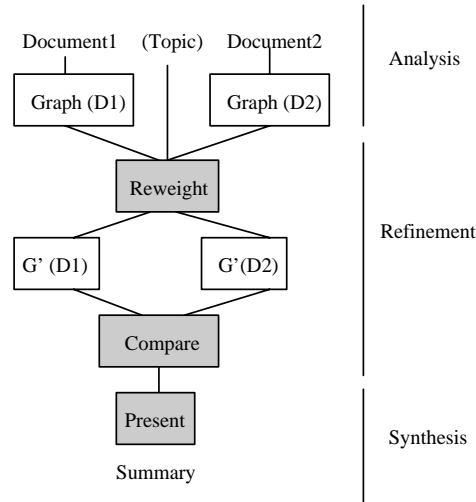 Document1
(Topic)
Document2
Analysis
Graph (D1)
Graph (D2)
Reweight
Refinement
G’ (D1)
G’(D2)
Compare
Present
Synthesis
Summary